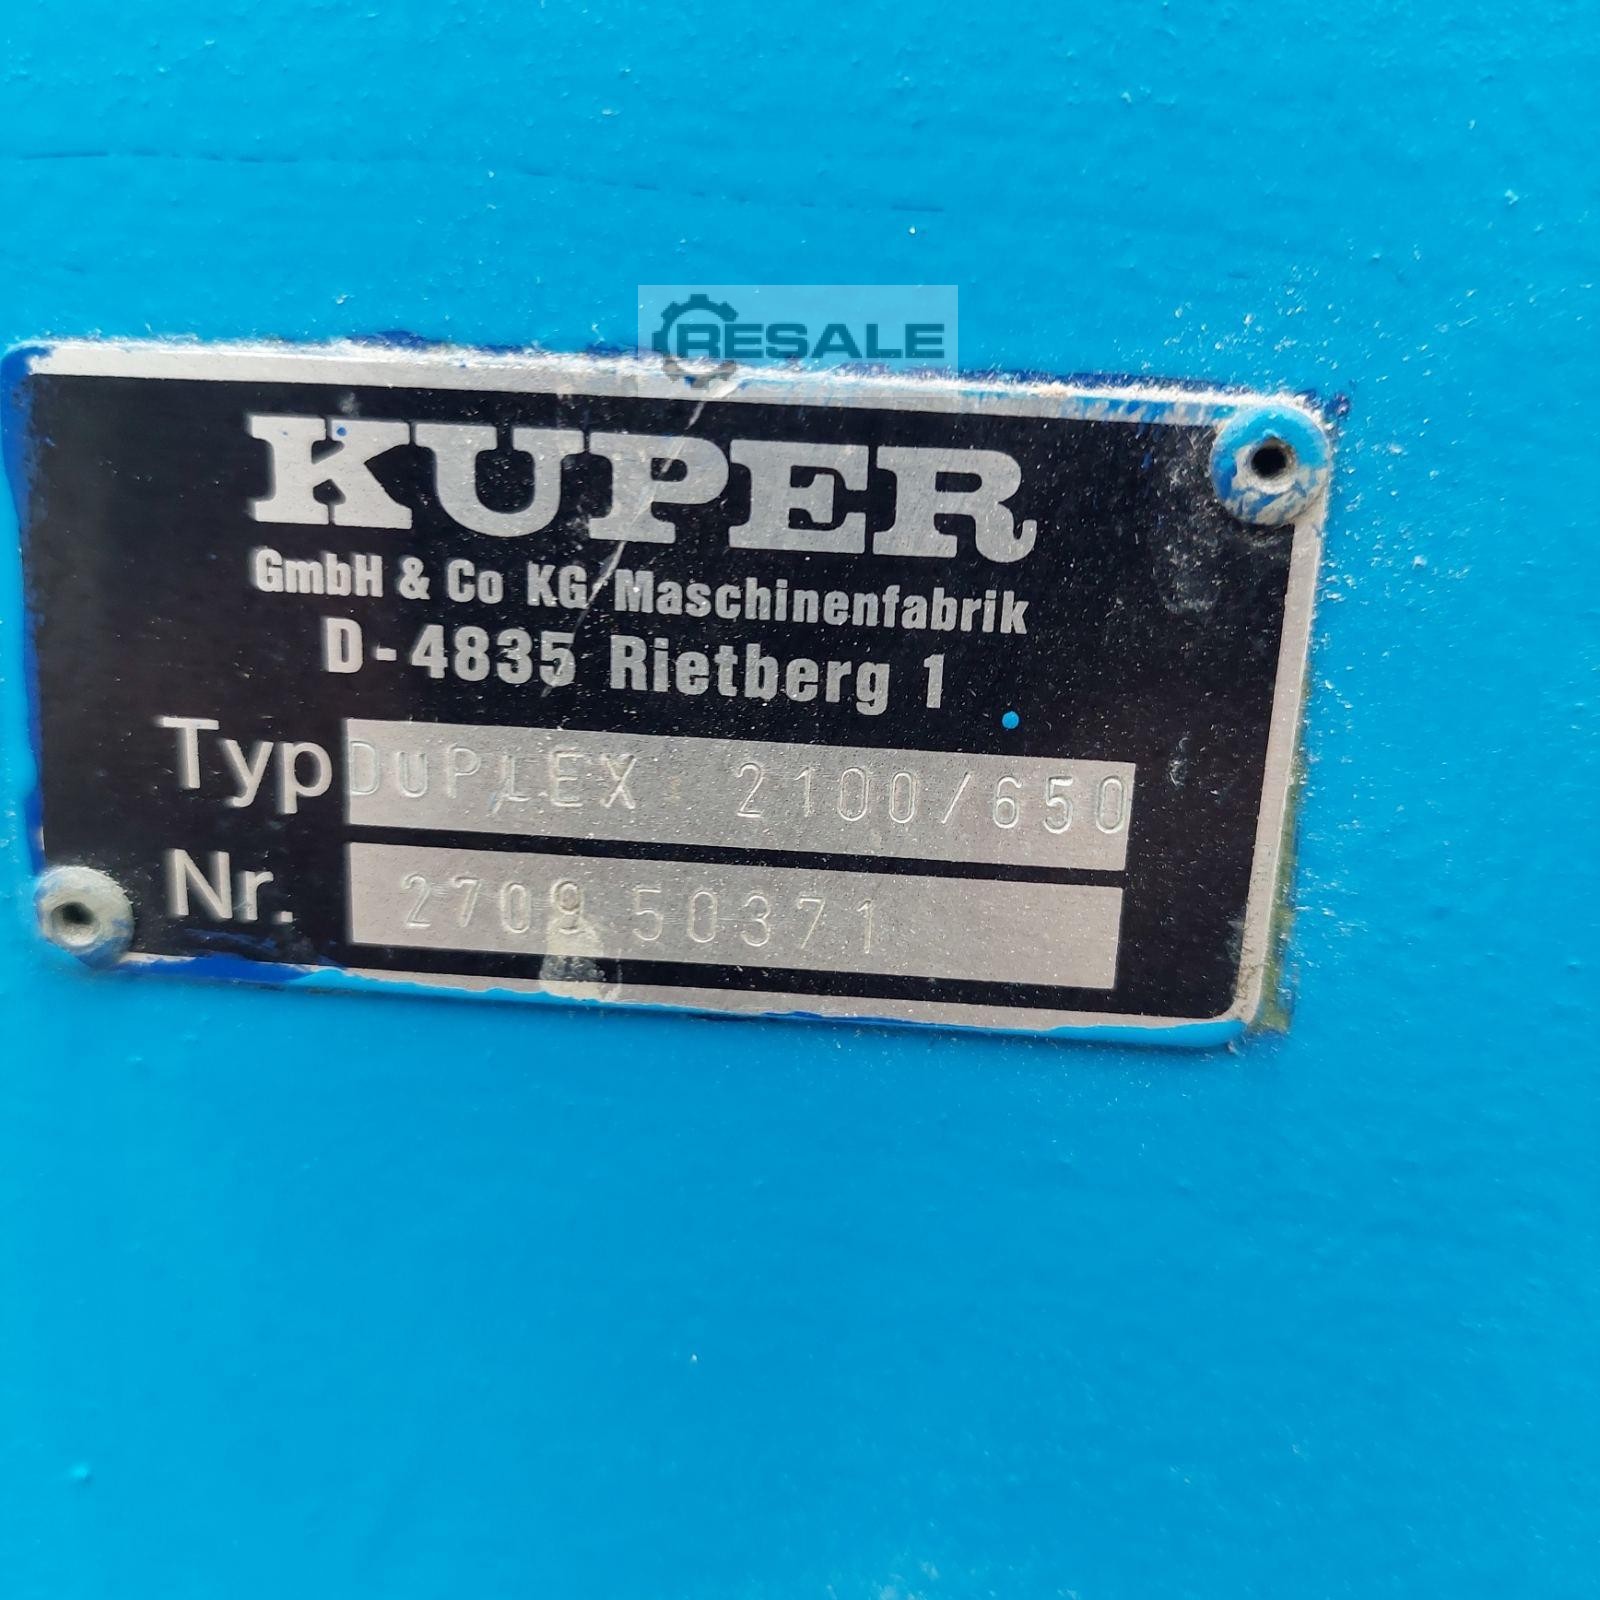 RESALE
KUPER
GmbH & Co KG Maschinenfabrik
D-4835 Rietberg 1
Typ DuPLEX 2100/650
Nr. 2709 50371